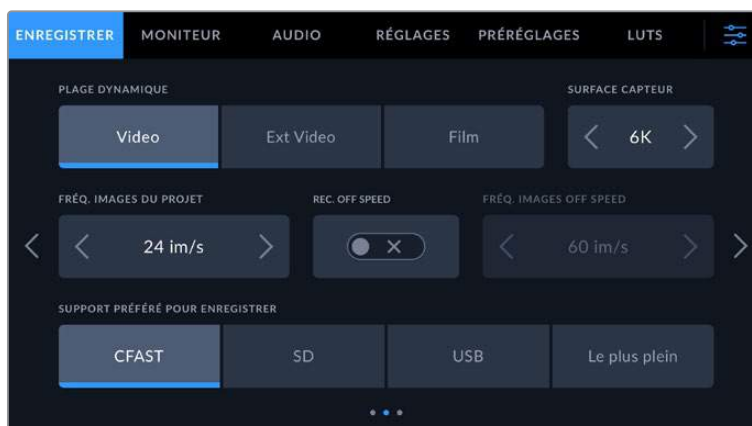 ENREGISTRER MONITEUR AUDIO RÉGLAGES PRÉRÉGLAGES LUTS
PLAGE DYNAMIQUE SURFACE CAPTEUR
Video Ext Video Film 6K
FRÉQ. IMAGES DU PROJET REC. OFF SPEED FRÉQ. IMAGES OFF SPEED
24 im/s 60 im/s
SUPPORT PRÉFÉRÉ POUR ENREGISTRER
CFAST SD USB Le plus plein